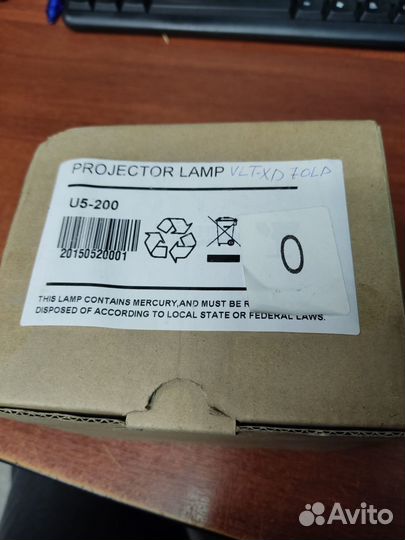 PROJECTOR LAMP VLT-XD 70LP
U5-200
20150520001
0
THIS LAMP CONTAINS MERCURY,AND MUST BE R
DISPOSED OF ACCORDING TO LOCAL STATE OR FEDERAL LAWS.
Avito